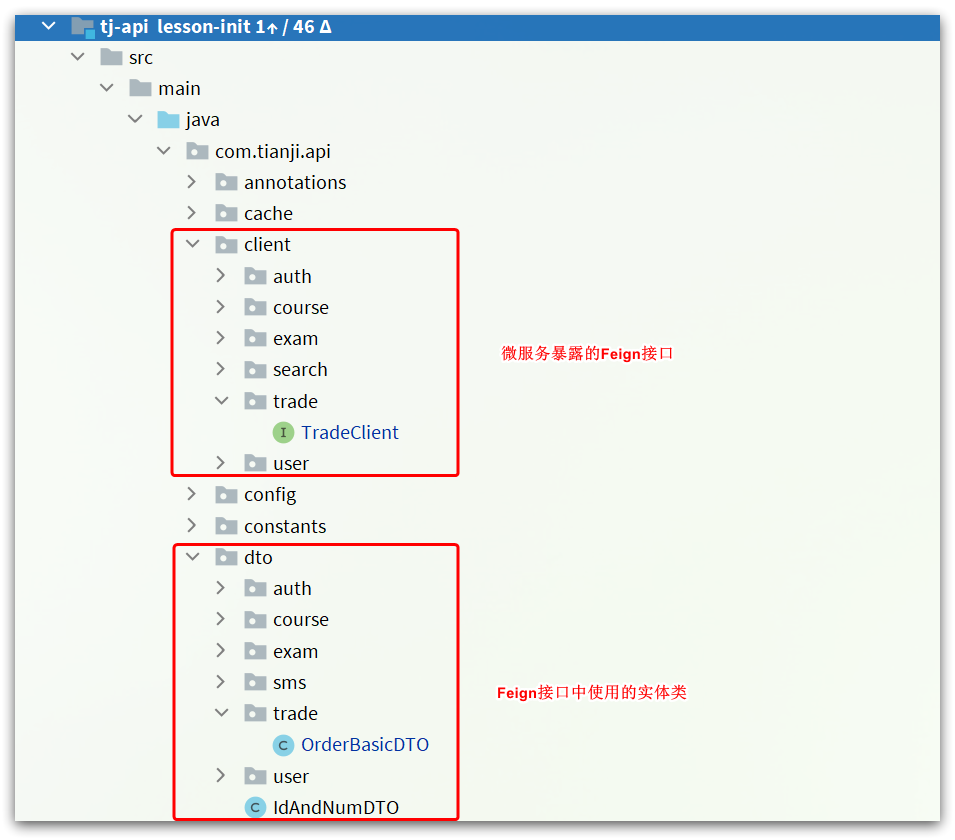 tj-api lesson-init 1↑ / 46 Δ
src
main
java
com.tianji.api
annotations
cache
client
auth
course
exam
微服务暴露的Feign接口
search
trade
I TradeClient
user
config
constants
dto
auth
course
exam
sms
Feign接口中使用的实体类
trade
C OrderBasicDTO
user
C IdAndNumDTO